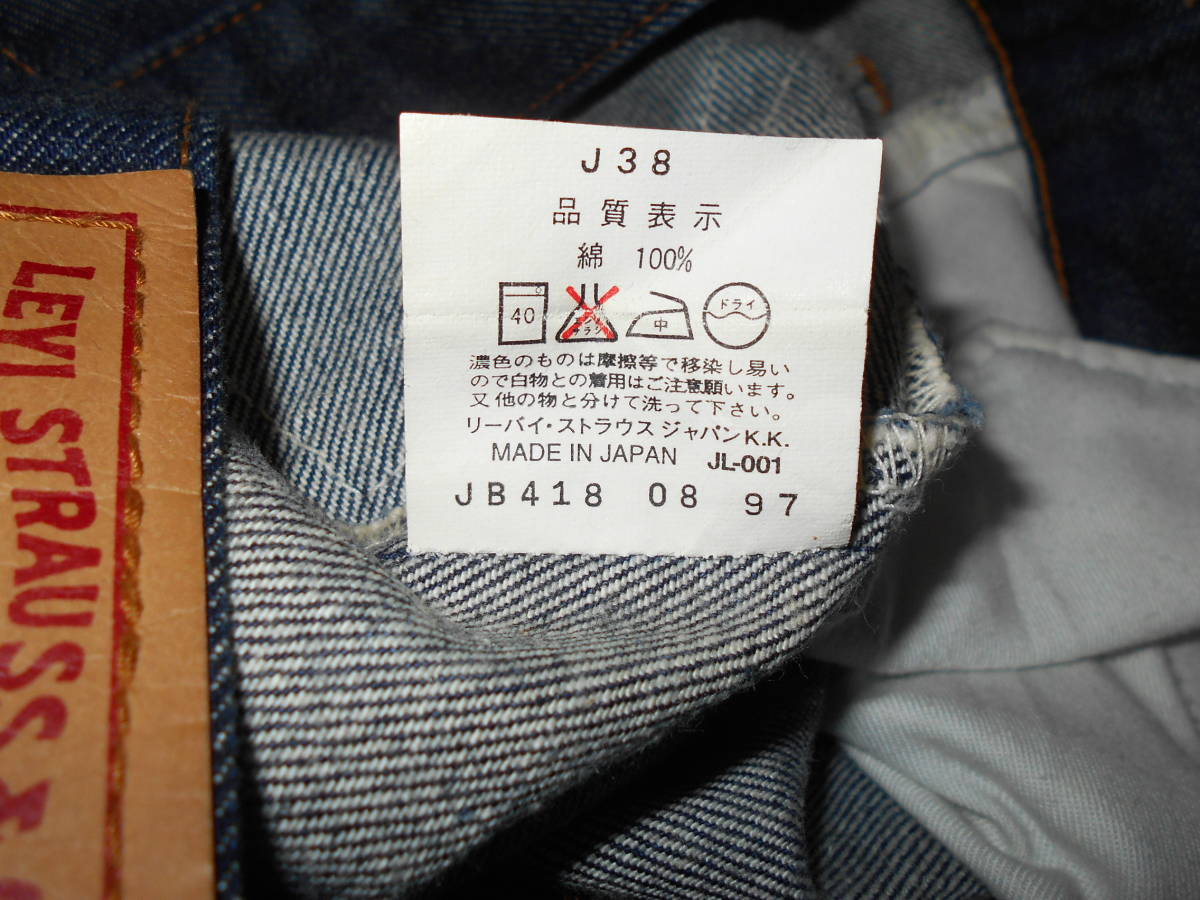 J38
品質表示
綿 100%
40
中
ドライ
濃色のものは摩擦等で移染し易い
ので白物との着用はご注意願います。
又他の物と分けて洗って下さい。
リーバイ・ストラウス ジャパンK.K.
MADE IN JAPAN JL-001
JB418 08 97
LEVI STRAUSS &